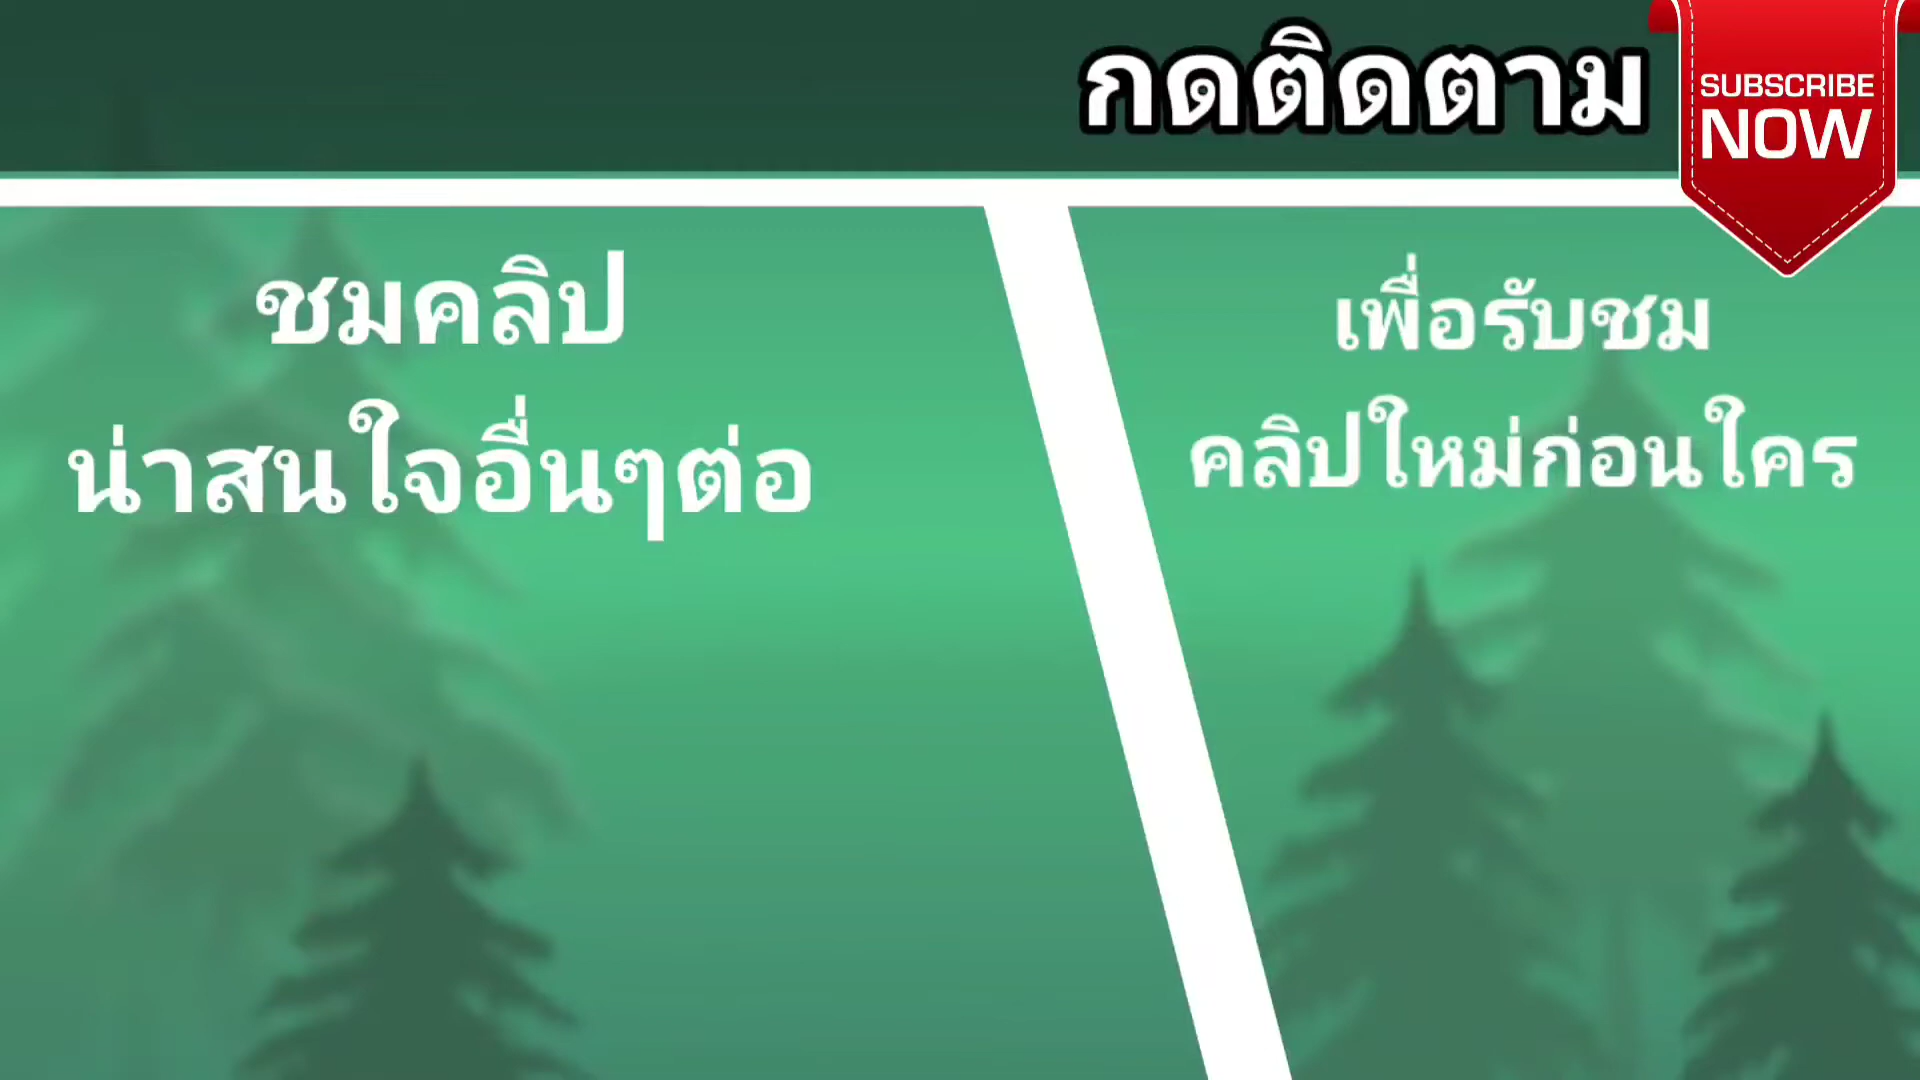 กดติดตาม
SUBSCRIBE
NOW
ชมคลิป
น่าสนใจอื่นๆต่อ
เพื่อรับชม
คลิปใหม่ก่อนใคร